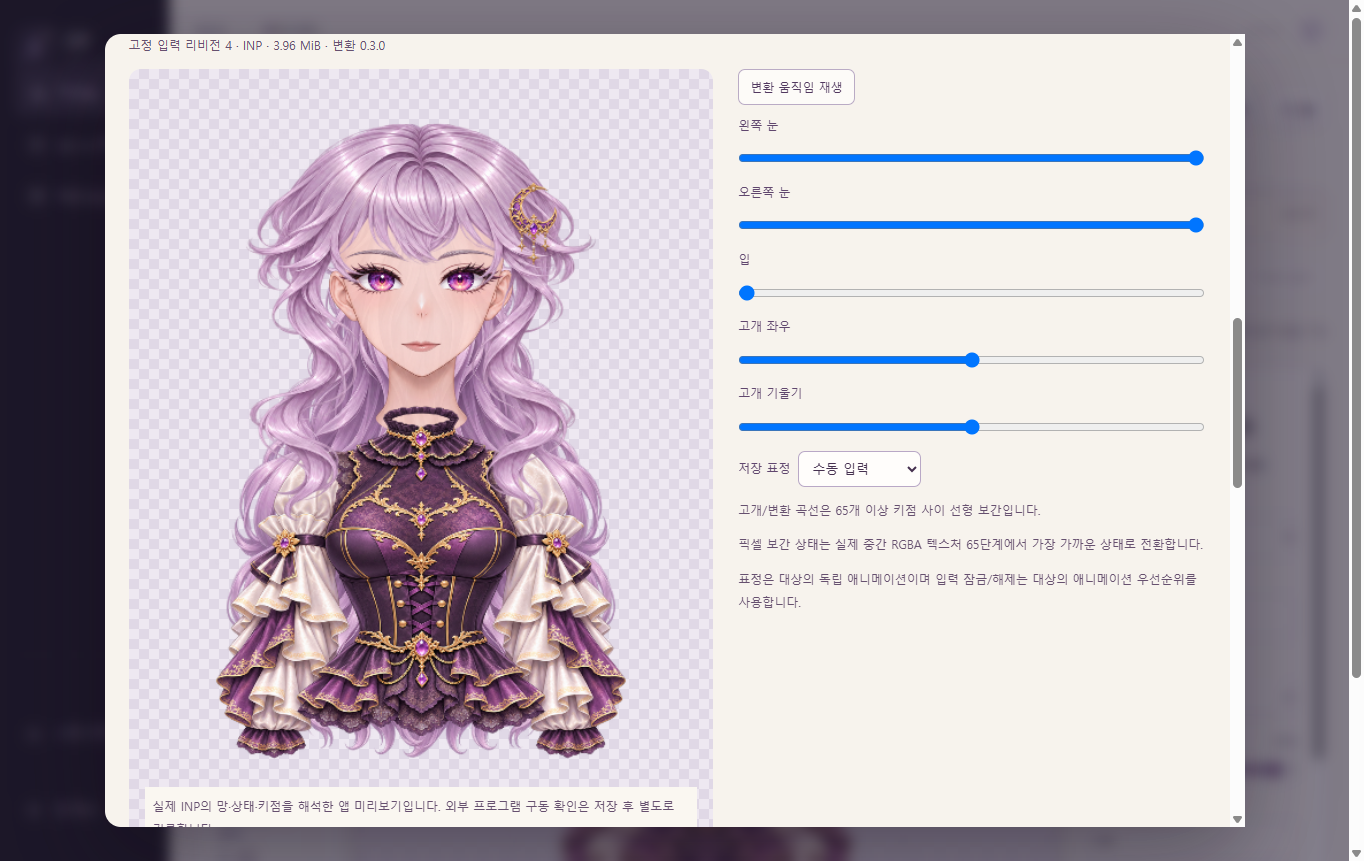 고정 입력 리비전 4 · INP · 3.96 MiB · 변환 0.3.0
변환 움직임 재생
왼쪽 눈
오른쪽 눈
입
고개 좌우
고개 기울기
저장 표정 수동 입력
고개/변환 곡선은 65개 이상 키점 사이 선형 보간입니다.
픽셀 보간 상태는 실제 중간 RGBA 텍스처 65단계에서 가장 가까운 상태로 전환합니다.
표정은 대상의 독립 애니메이션이며 입력 잠금/해제는 대상의 애니메이션 우선순위를
사용합니다.
실제 INP의 망·상태·키점을 해석한 앱 미리보기입니다. 외부 프로그램 구동 확인은 저장 후 별도로